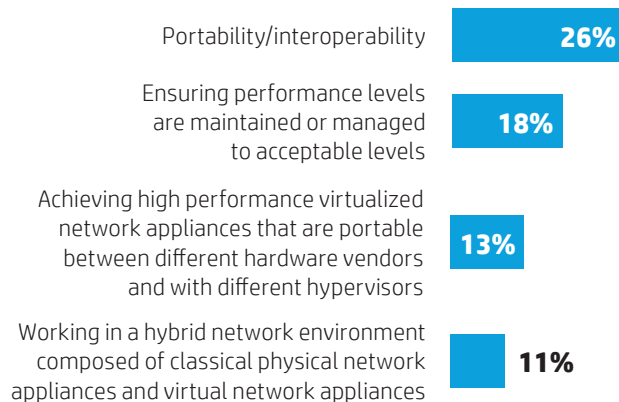 Portability/interoperability
26%
Ensuring performance levels
are maintained or managed
to acceptable levels
18%
Achieving high performance virtualized
network appliances that are portable
between different hardware vendors
and with different hypervisors
13%
Working in a hybrid network environment
composed of classical physical network
appliances and virtual network appliances
11%